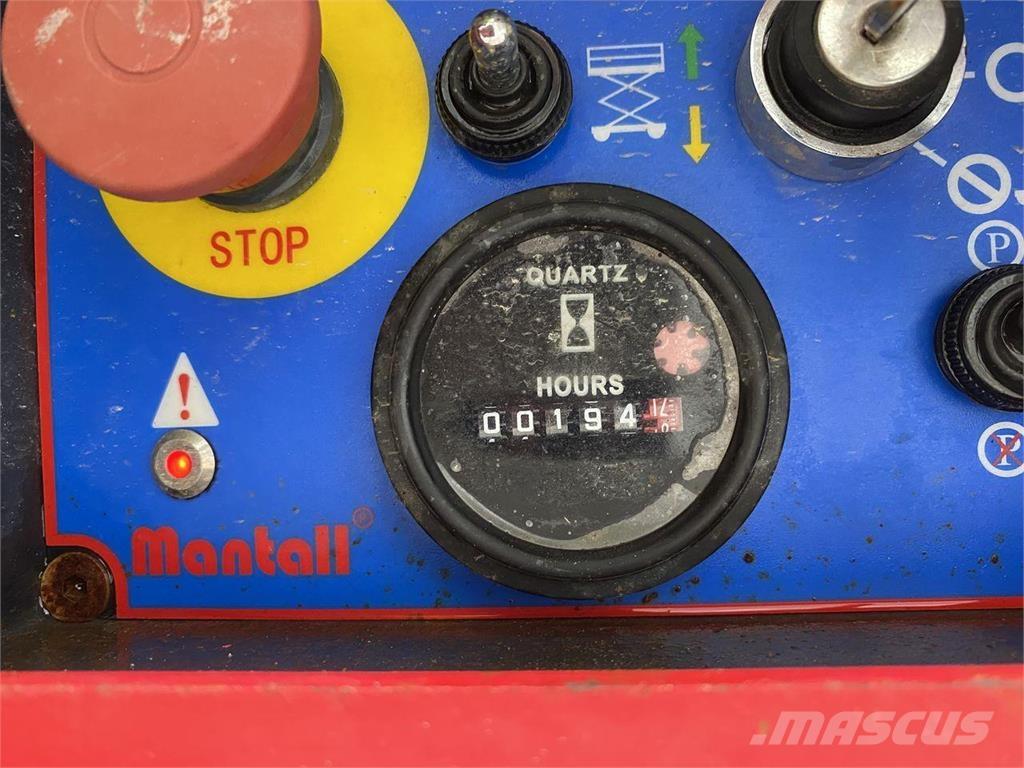 STOP
QUARTZ
HOURS
00194
P
P
Mantall®
MASCUS